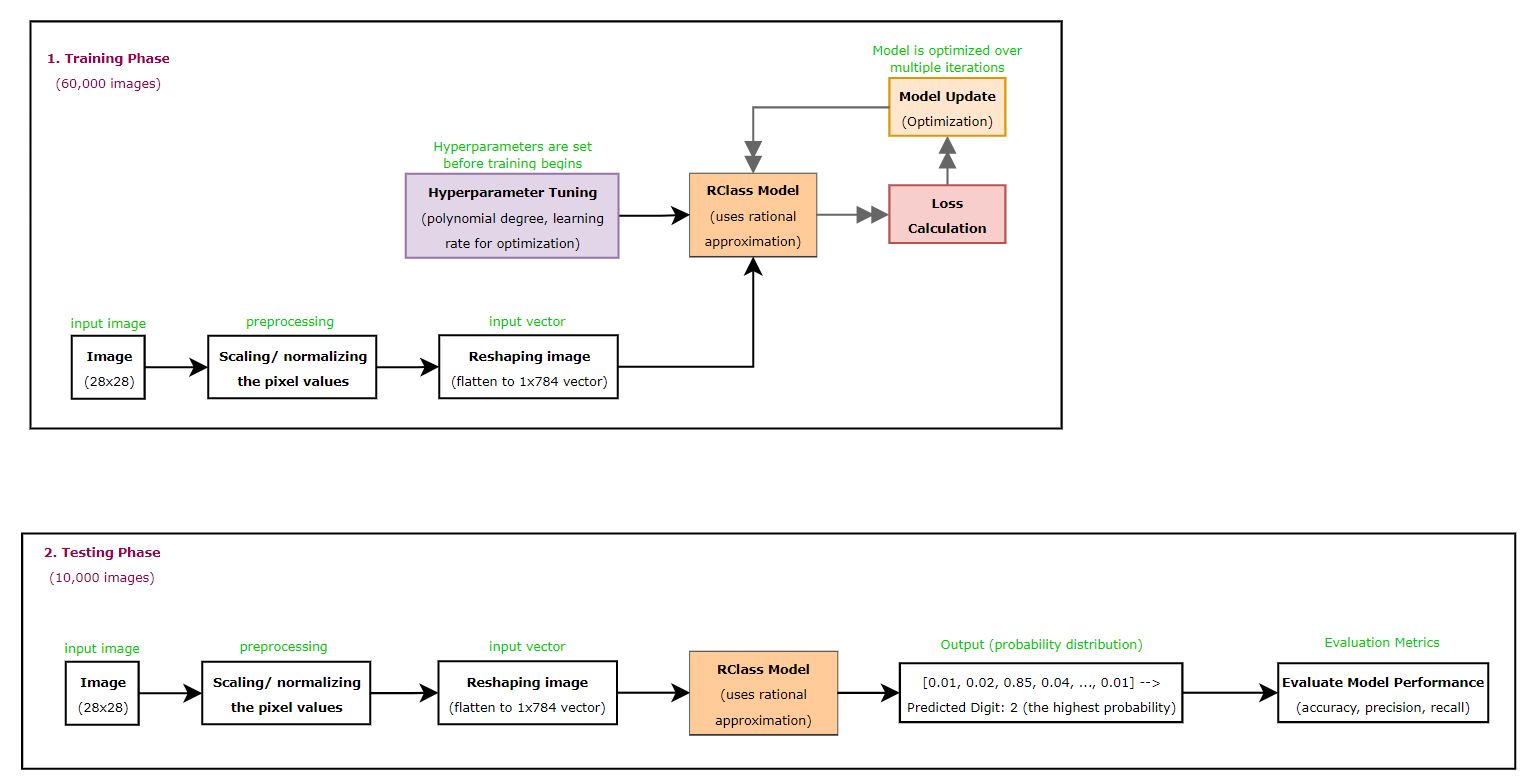 1. Training Phase
(60,000 images)
Model is optimized over
multiple iterations
Model Update
(Optimization)
Hyperparameters are set
before training begins
Hyperparameter Tuning
(polynomial degree, learning
rate for optimization)
RClass Model
(uses rational
approximation)
Loss
Calculation
input image
Image
(28x28)
preprocessing
Scaling/ normalizing
the pixel values
input vector
Reshaping image
(flatten to 1x784 vector)
2. Testing Phase
(10,000 images)
input image
Image
(28x28)
preprocessing
Scaling/ normalizing
the pixel values
input vector
Reshaping image
(flatten to 1x784 vector)
RClass Model
(uses rational
approximation)
Output (probability distribution)
[0.01, 0.02, 0.85, 0.04, ..., 0.01] -->
Predicted Digit: 2 (the highest probability)
Evaluation Metrics
Evaluate Model Performance
(accuracy, precision, recall)